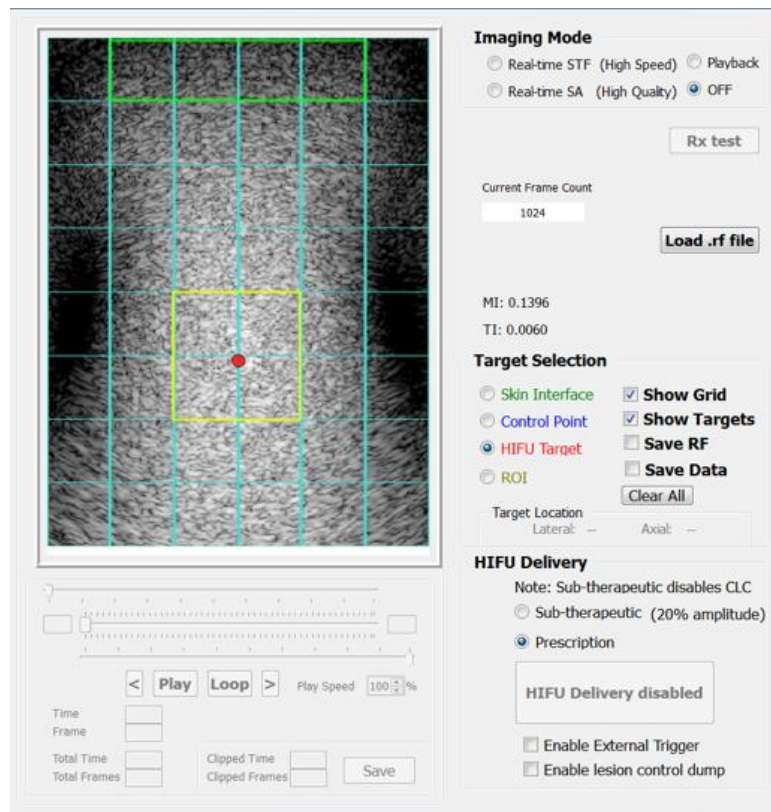 Imaging Mode
Real-time STF (High Speed) Playback
Real-time SA (High Quality) OFF
Rx test
Current Frame Count
1024
Load .rf file
MI: 0.1396
TI: 0.0060
Target Selection
Skin Interface Show Grid
Control Point Show Targets
HIFU Target Save RF
ROI Save Data
Clear All
Target Location
Lateral: -- Axial: --
HIFU Delivery
Note: Sub-therapeutic disables CLC
Sub-therapeutic (20% amplitude)
Prescription
HIFU Delivery disabled
Enable External Trigger
Enable lesion control dump
< Play Loop > Play Speed 100 %
Time
Frame
Total Time Clipped Time
Total Frames Clipped Frames
Save